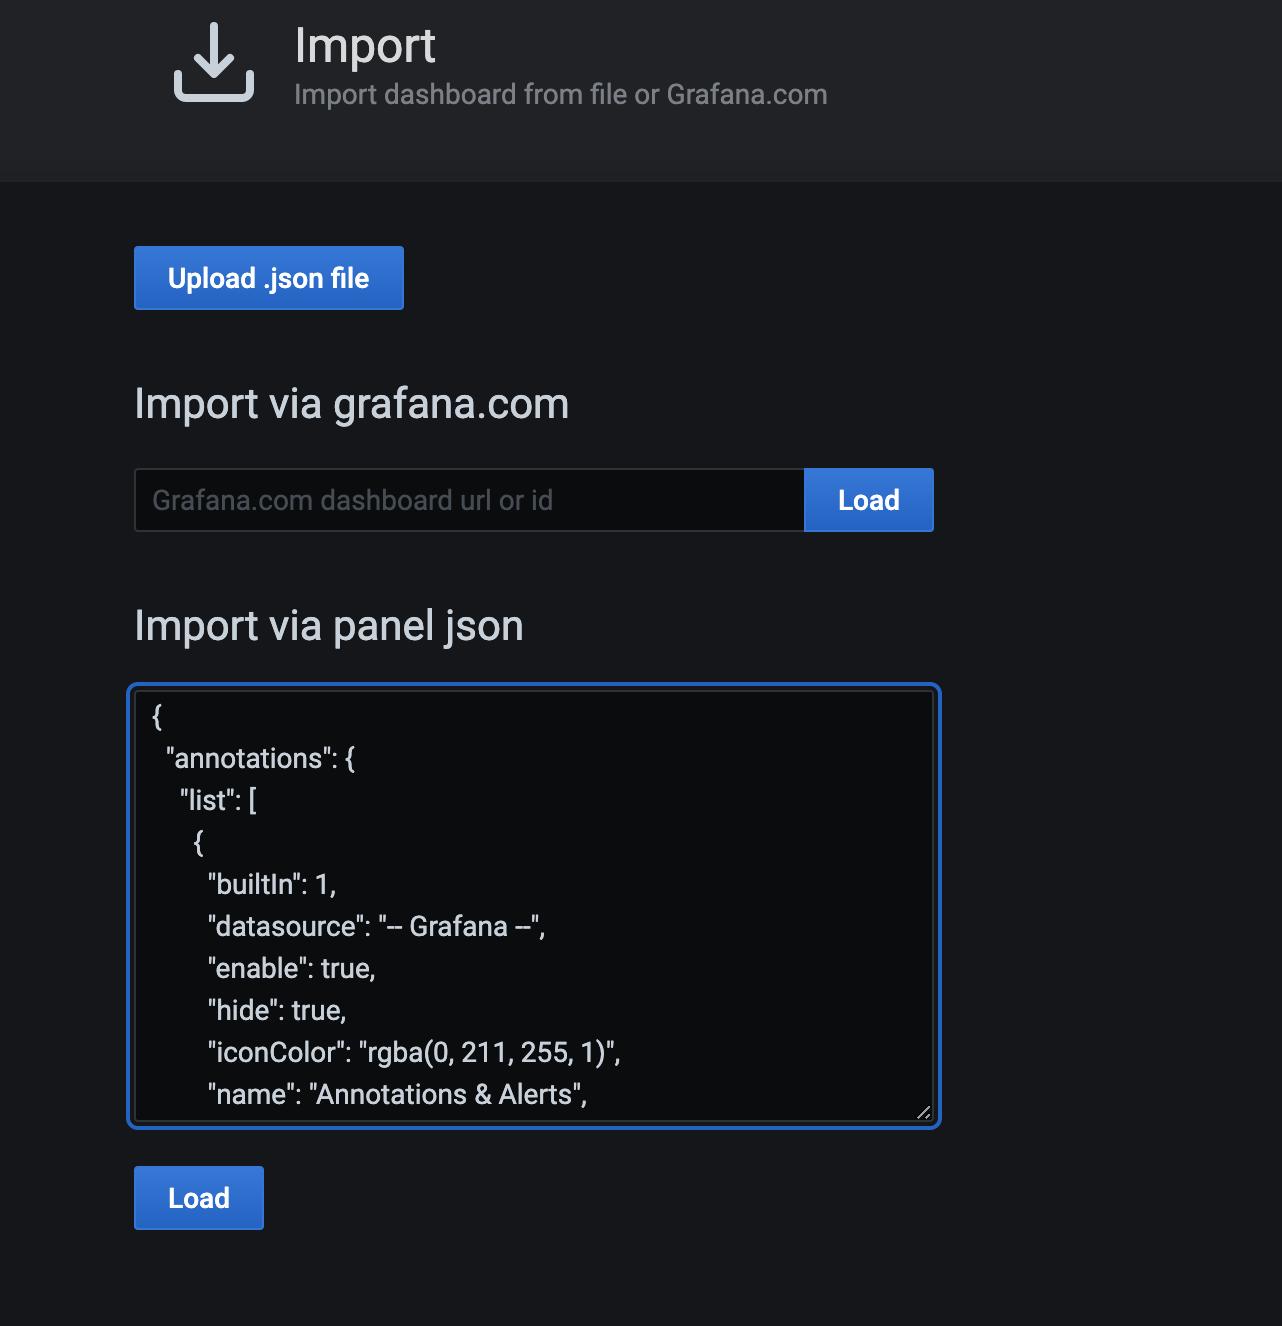 Import
Import dashboard from file or Grafana.com
Upload .json file
Import via grafana.com
Grafana.com dashboard url or id
Load
Import via panel json
{
"annotations": {
"list": [
{
"builtIn": 1,
"datasource": "-- Grafana --",
"enable": true,
"hide": true,
"iconColor": "rgba(0, 211, 255, 1)",
"name": "Annotations & Alerts",
Load